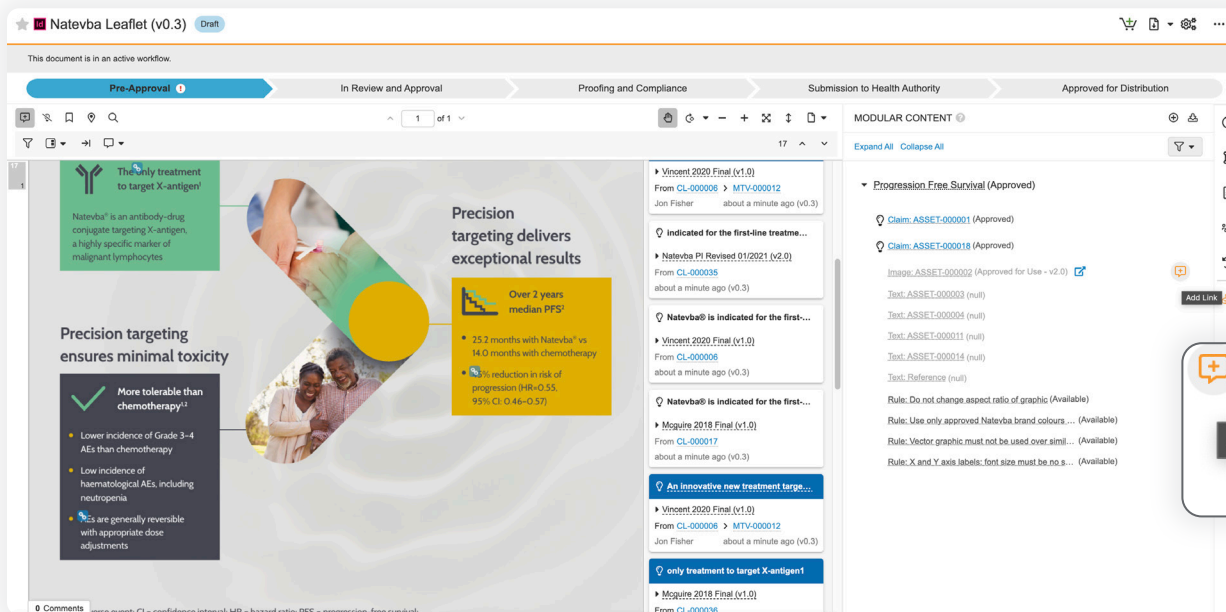 Natevba Leaflet (v0.3) Draft
This document is in an active workflow.
Pre-Approval
In Review and Approval
Proofing and Compliance
Submission to Health Authority
Approved for Distribution
1 of 1
17
17
1
The only treatment
to target X-antigen¹
Natevba® is an antibody-drug
conjugate targeting X-antigen,
a highly specific marker of
malignant lymphocytes
Precision
targeting delivers
exceptional results
Over 2 years
median PFS²
25.2 months with Natevba® vs
14.0 months with chemotherapy
5% reduction in risk of
progression (HR=0.55,
95% CI: 0.46–0.57)
Precision targeting
ensures minimal toxicity
More tolerable than
chemotherapy¹,²
Lower incidence of Grade 3–4
AEs than chemotherapy
Low incidence of
haematological AEs, including
neutropenia
AEs are generally reversible
with appropriate dose
adjustments
0 Comments
verse event; CI = confidence interval; HR = hazard ratio; PFS = progression-free survival;
Vincent 2020 Final (v1.0)
From CL-000006 > MTV-000012
Jon Fisher about a minute ago (v0.3)
indicated for the first-line treatme...
Natevba PI Revised 01/2021 (v2.0)
From CL-000035
about a minute ago (v0.3)
Natevba® is indicated for the first-...
Vincent 2020 Final (v1.0)
From CL-000006
about a minute ago (v0.3)
Natevba® is indicated for the first-...
Mcguire 2018 Final (v1.0)
From CL-000017
about a minute ago (v0.3)
An innovative new treatment targe...
Vincent 2020 Final (v1.0)
From CL-000006 > MTV-000012
Jon Fisher about a minute ago (v0.3)
only treatment to target X-antigen1
Mcguire 2018 Final (v1.0)
From CL-000036
MODULAR CONTENT
Expand All Collapse All
Progression Free Survival (Approved)
Claim: ASSET-000001 (Approved)
Claim: ASSET-000018 (Approved)
Image: ASSET-000002 (Approved for Use - v2.0)
Text: ASSET-000003 (null)
Text: ASSET-000004 (null)
Text: ASSET-000011 (null)
Text: ASSET-000014 (null)
Text: Reference (null)
Rule: Do not change aspect ratio of graphic (Available)
Rule: Use only approved Natevba brand colours ... (Available)
Rule: Vector graphic must not be used over simil... (Available)
Rule: X and Y axis labels: font size must be no s... (Available)
Add Link